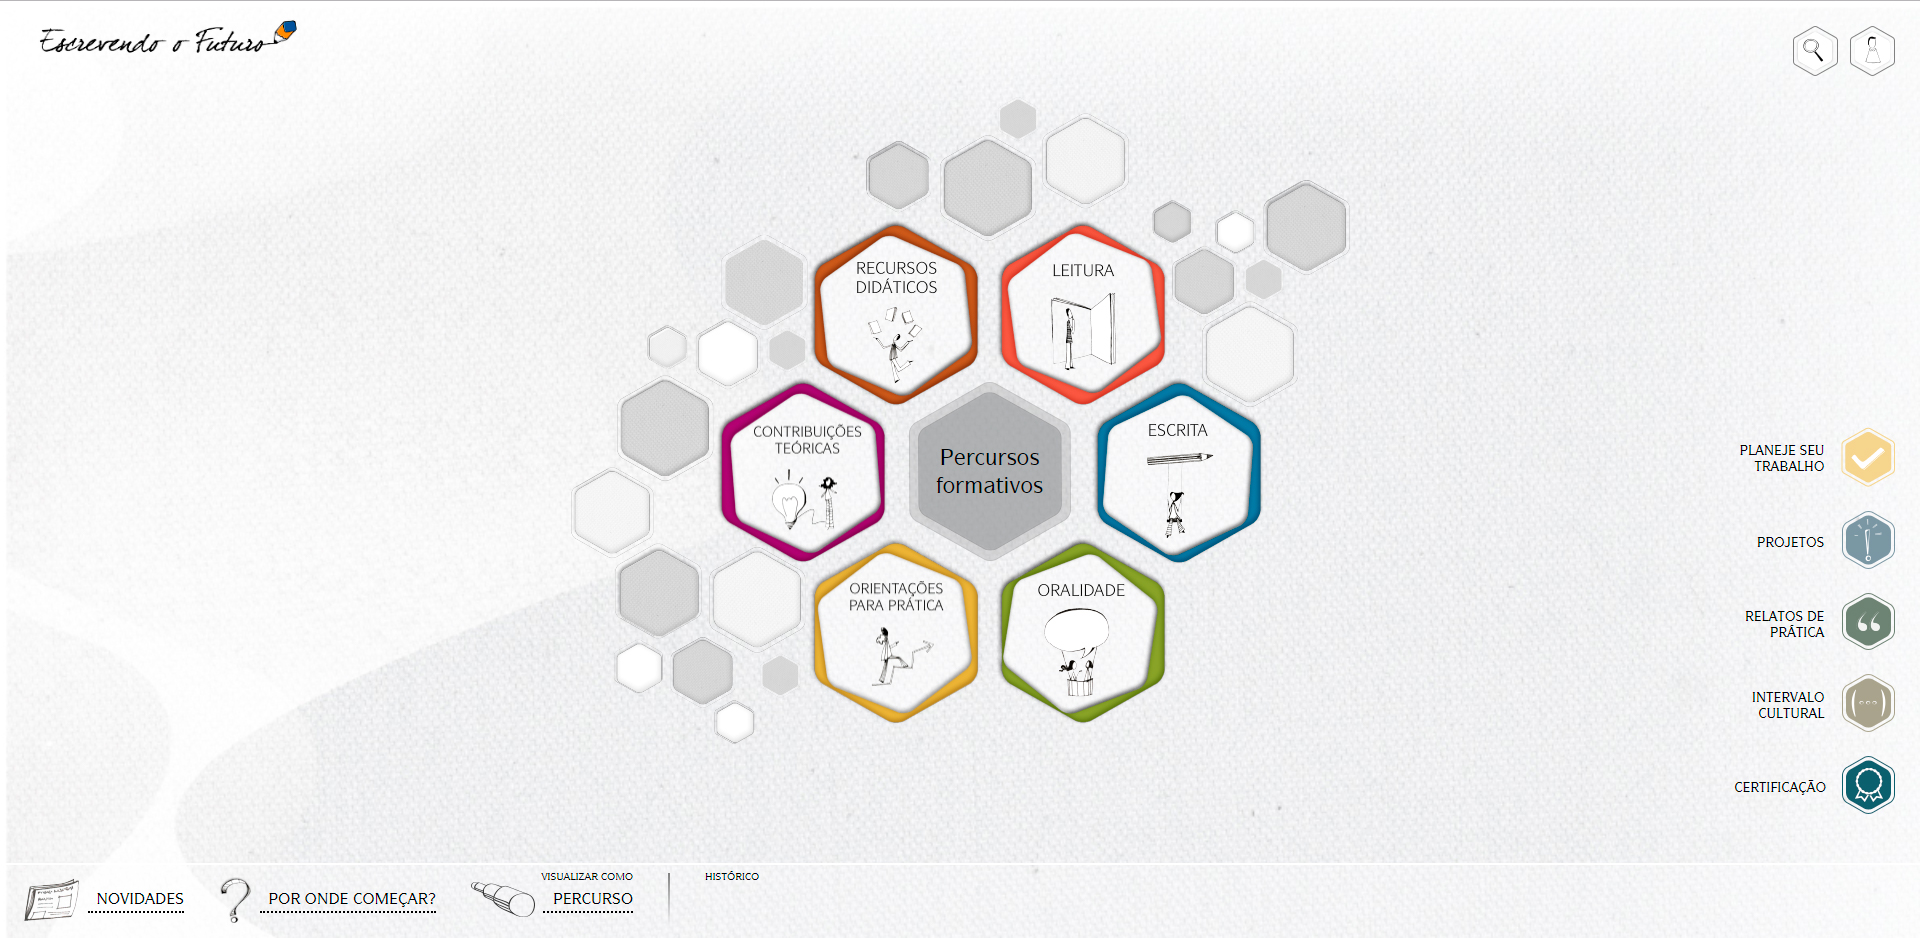 Escrevendo o Futuro
RECURSOS
DIDÁTICOS
LEITURA
CONTRIBUIÇÕES
TEÓRICAS
Percursos
formativos
ESCRITA
ORIENTAÇÕES
PARA PRÁTICA
ORALIDADE
PLANEJE SEU
TRABALHO
PROJETOS
RELATOS DE
PRÁTICA
INTERVALO
CULTURAL
CERTIFICAÇÃO
NOVIDADES
POR ONDE COMEÇAR?
VISUALIZAR COMO
PERCURSO
HISTÓRICO